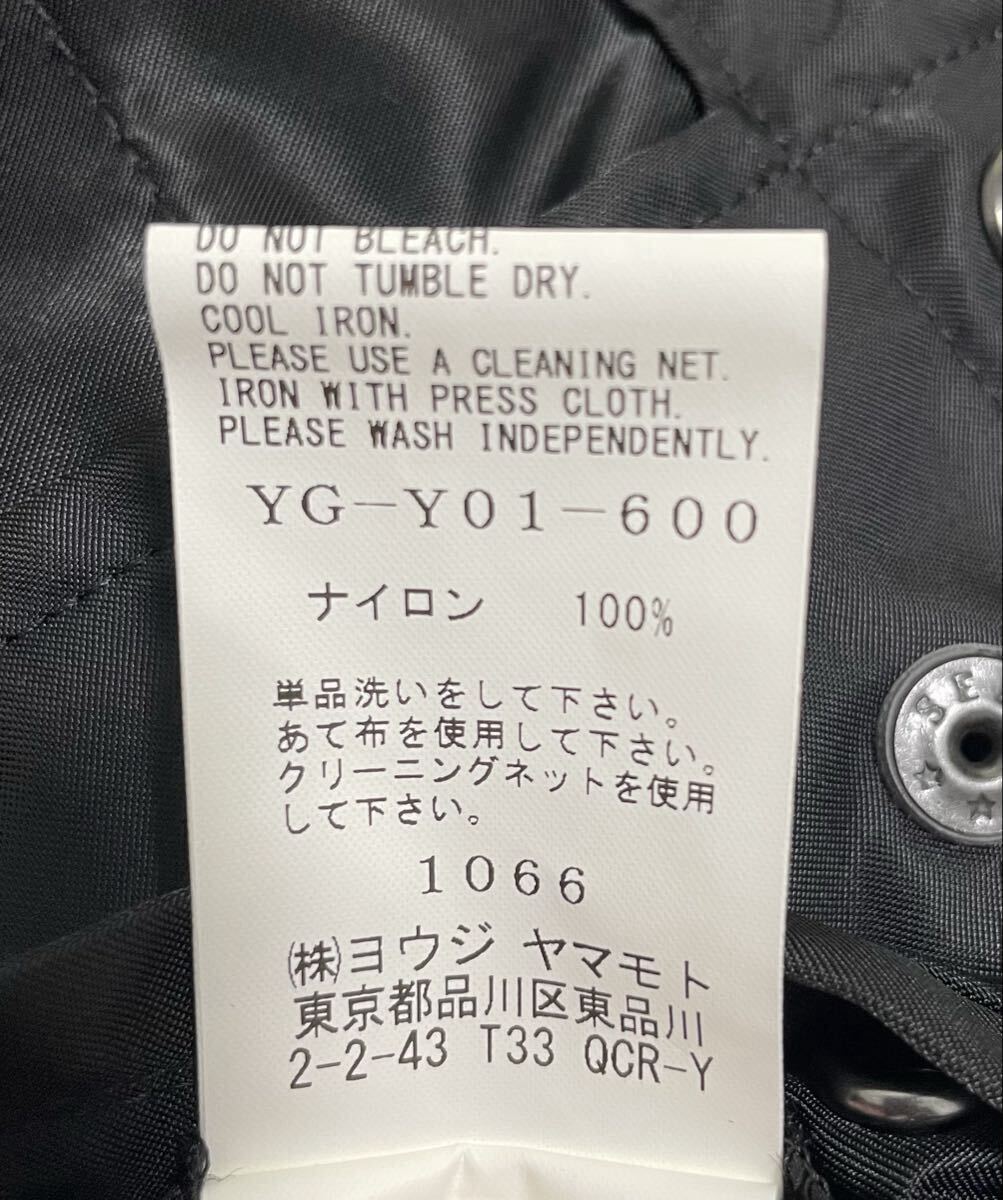 DO NOT BLEACH.
DO NOT TUMBLE DRY.
COOL IRON.
PLEASE USE A CLEANING NET.
IRON WITH PRESS CLOTH.
PLEASE WASH INDEPENDENTLY.
YG-Y01-600
ナイロン 100%
単品洗いをして下さい。
あて布を使用して下さい。
クリーニングネットを使用
して下さい。
1066
(株)ヨウジ ヤマモト
東京都品川区東品川
2-2-43 T33 QCR-Y
SE